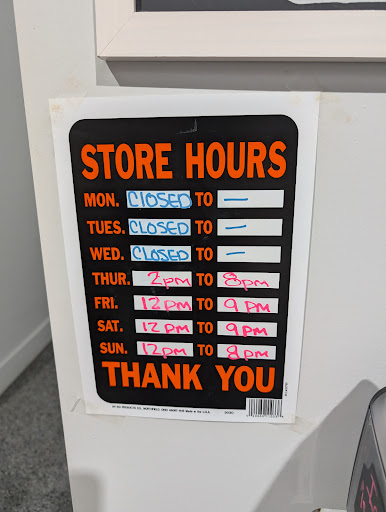 STORE HOURS
MON. CLOSED TO —
TUES. CLOSED TO —
WED. CLOSED TO —
THUR. 2pm TO 8pm
FRI. 12pm TO 9pm
SAT. 12pm TO 9pm
SUN. 12pm TO 8pm
THANK YOU